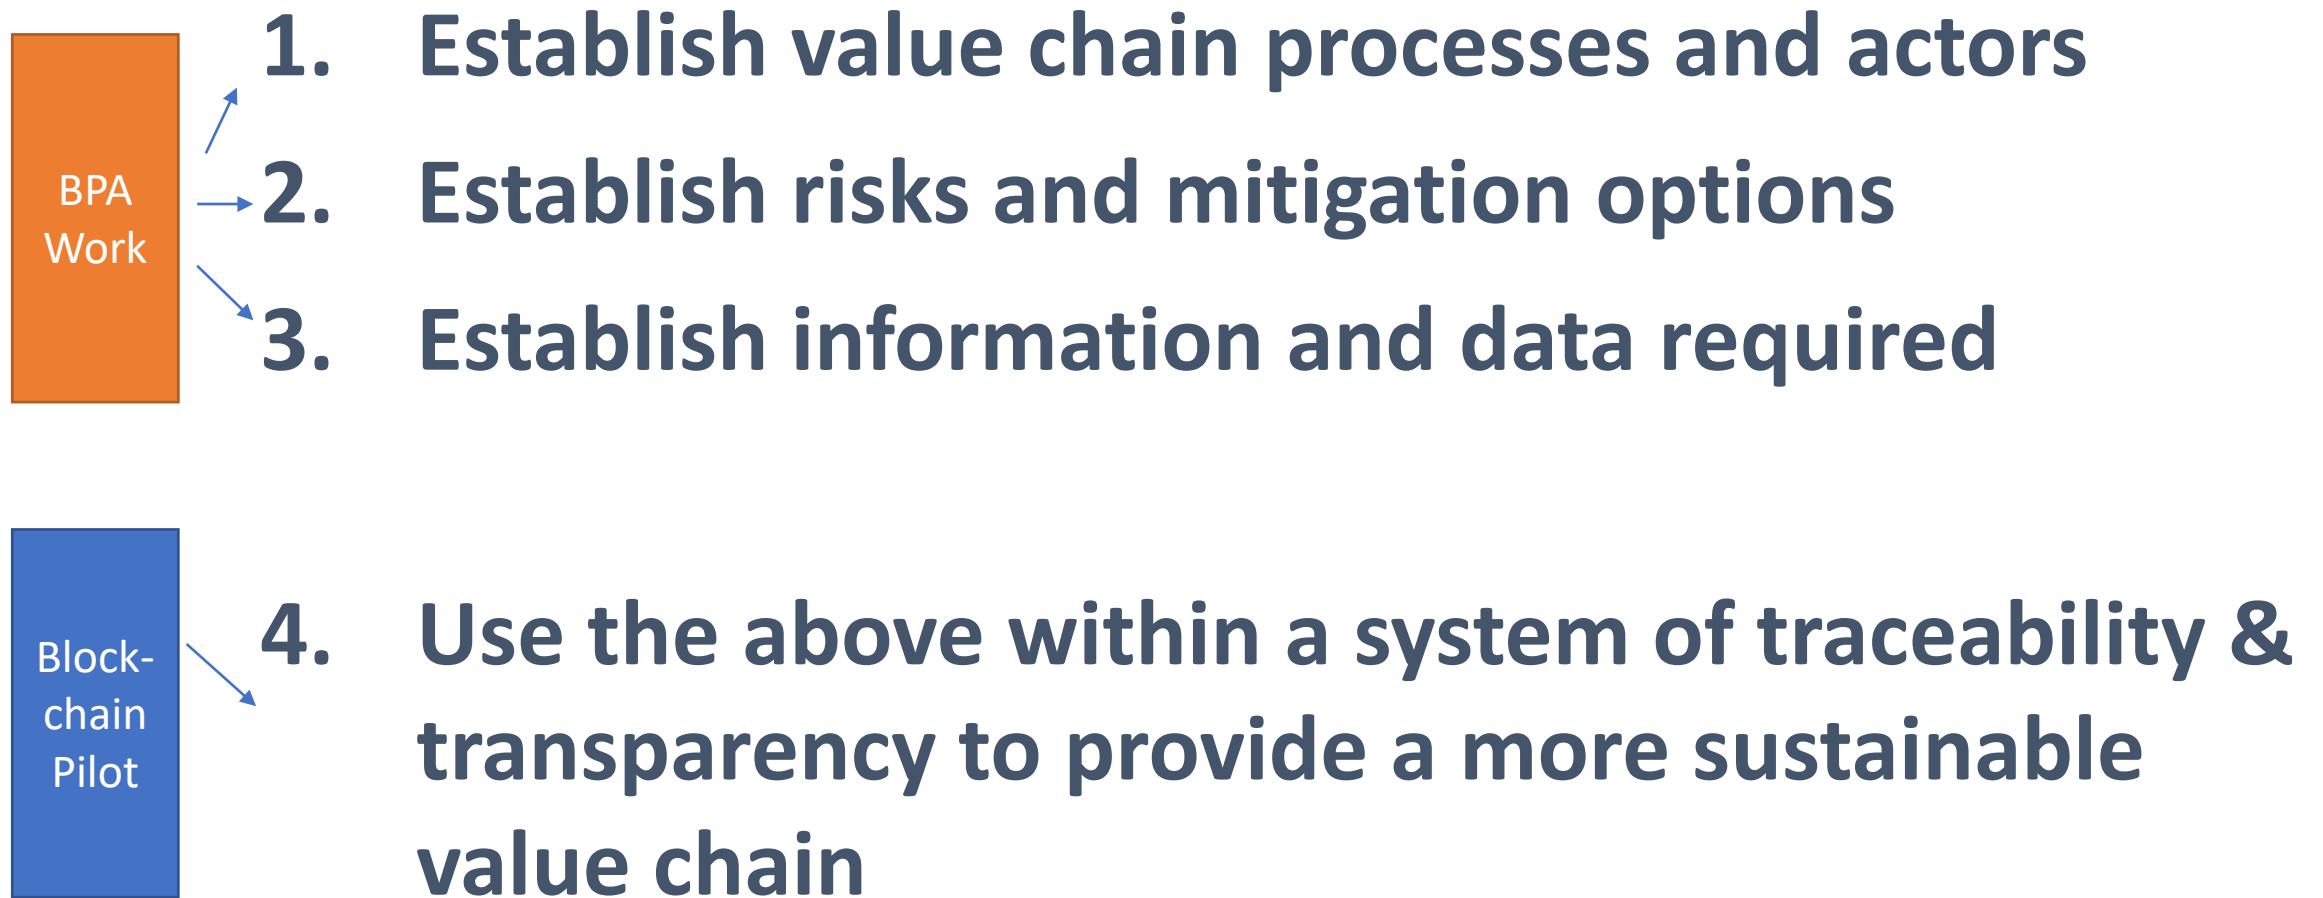 BPA
Work
1. Establish value chain processes and actors
2. Establish risks and mitigation options
3. Establish information and data required
Block-
chain
Pilot
4. Use the above within a system of traceability &
transparency to provide a more sustainable
value chain